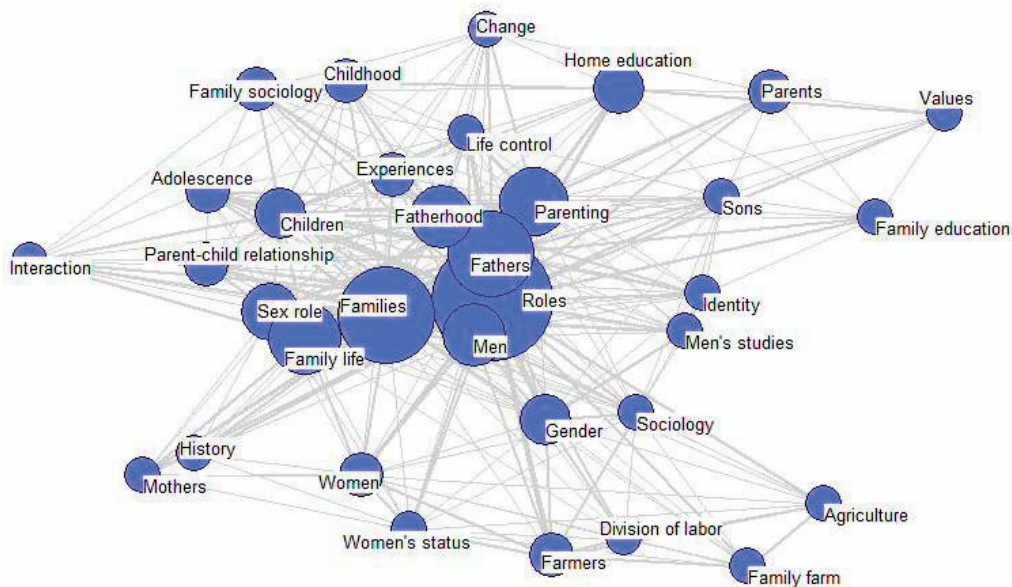 Change
Home education
Childhood
Family sociology
Parents
Values
Life control
Experiences
Adolescence
Children
Fatherhood
Parenting
Sons
Family education
Parent-child relationship
Interaction
Fathers
Families
Roles
Identity
Sex role
Men
Men's studies
Family life
Gender
Sociology
History
Mothers
Women
Agriculture
Women's status
Division of labor
Farmers
Family farm